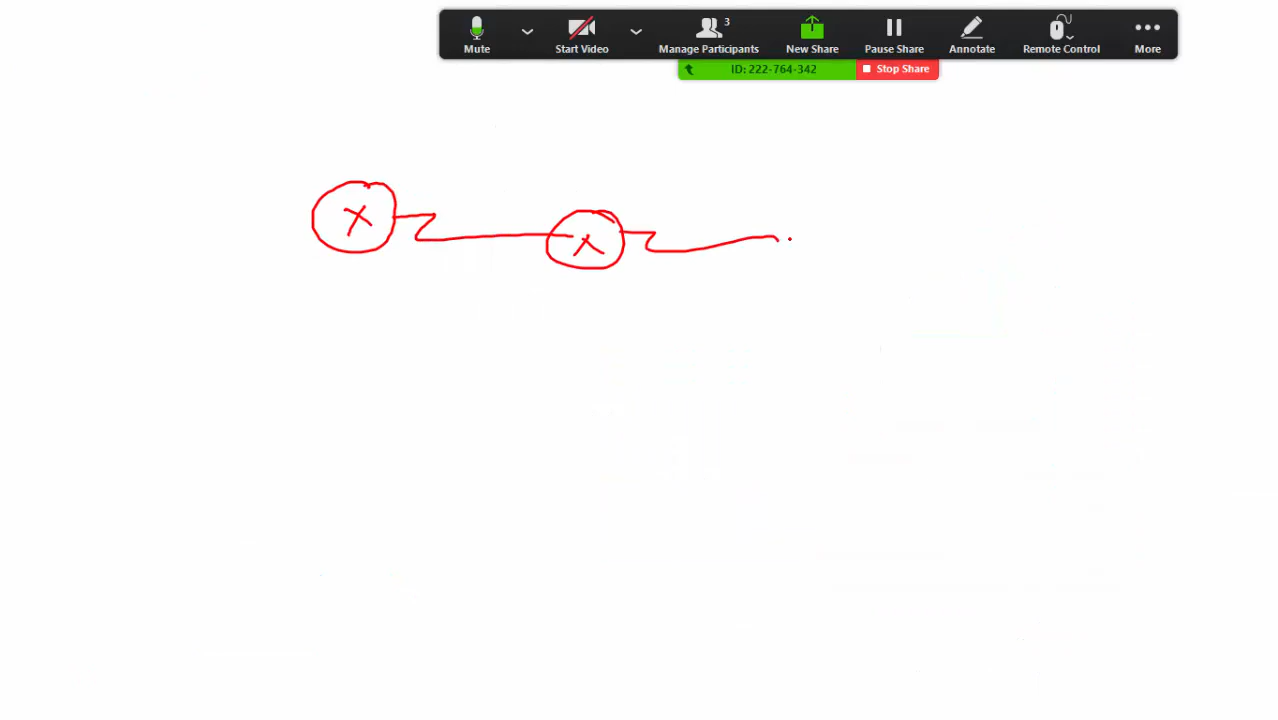 3
Mute Start Video Manage Participants New Share Pause Share Annotate Remote Control More
ID: 222-764-342 Stop Share
X
X